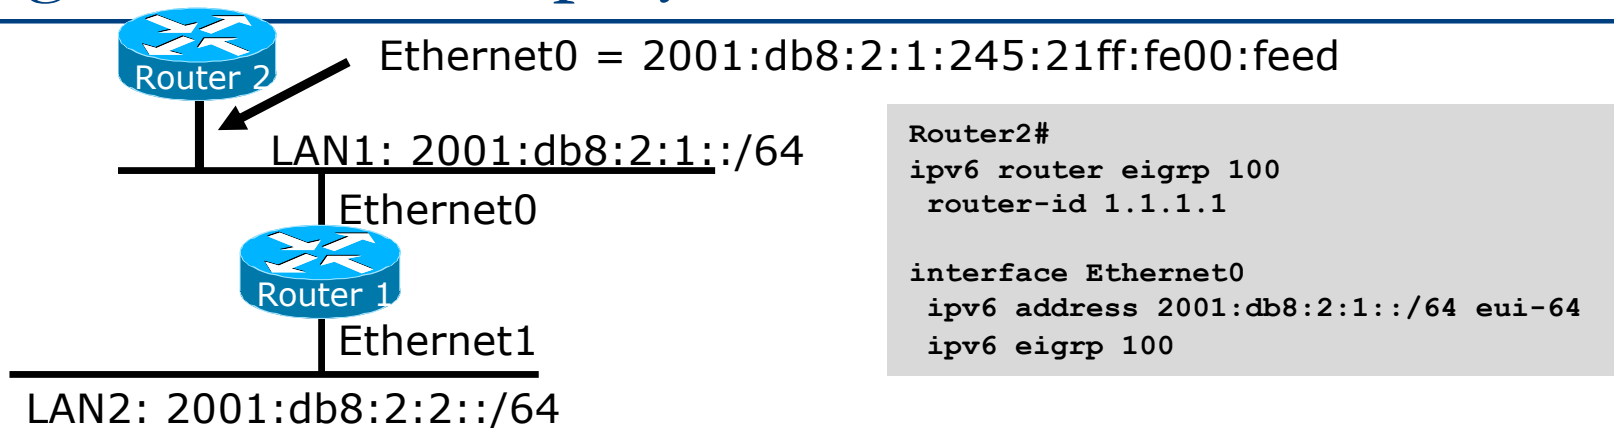 Router 2
Ethernet0 = 2001:db8:2:1:245:21ff:fe00:feed
LAN1: 2001:db8:2:1::/64
Ethernet0
Router 1
Ethernet1
LAN2: 2001:db8:2:2::/64
Router2#
ipv6 router eigrp 100
router-id 1.1.1.1
interface Ethernet0
ipv6 address 2001:db8:2:1::/64 eui-64
ipv6 eigrp 100